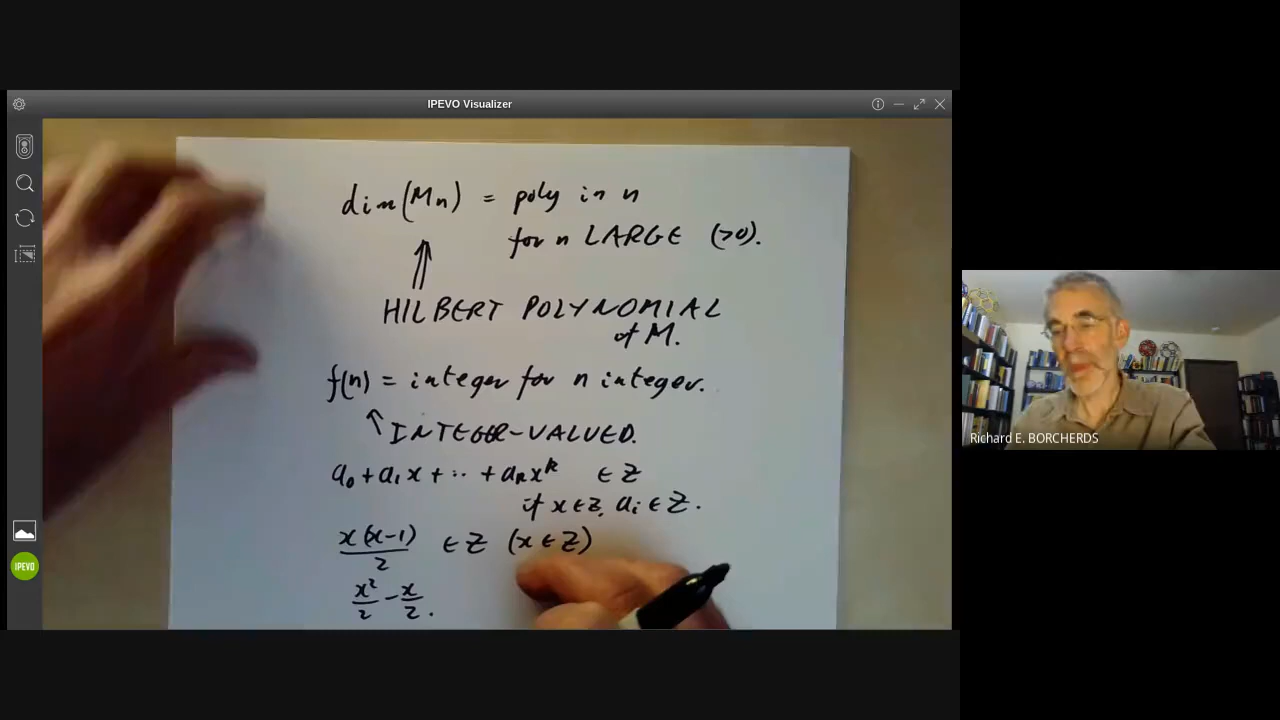 IPEVO Visualizer
dim(Mn) = poly in n
for n LARGE (>0).
HILBERT POLYNOMIAL
of M.
f(n) = integer for n integer.
INTEGER-VALUED.
a₀+a₁x+··+aₖxᵏ ∈ Z
if x∈Z, aᵢ∈Z.
x(x-1)/2 ∈ Z (x ∈ Z)
x²/2 - x/2.
IPEVO
Richard E. BORCHERDS